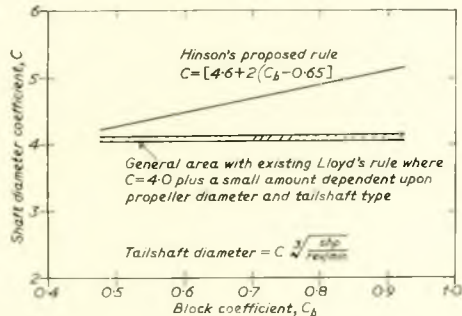 Hinson's proposed rule
C=[4·6+2(C_b-0·65]
General area with existing Lloyd's rule where
C=4·0 plus a small amount dependent upon
propeller diameter and tailshaft type
Tailshaft diameter = C ∛shp/rev/min
Shaft diameter coefficient, C
6
5
4
3
2
0·4 0·5 0·6 0·7 0·8 0·9 1·0
Block coefficient, C_b